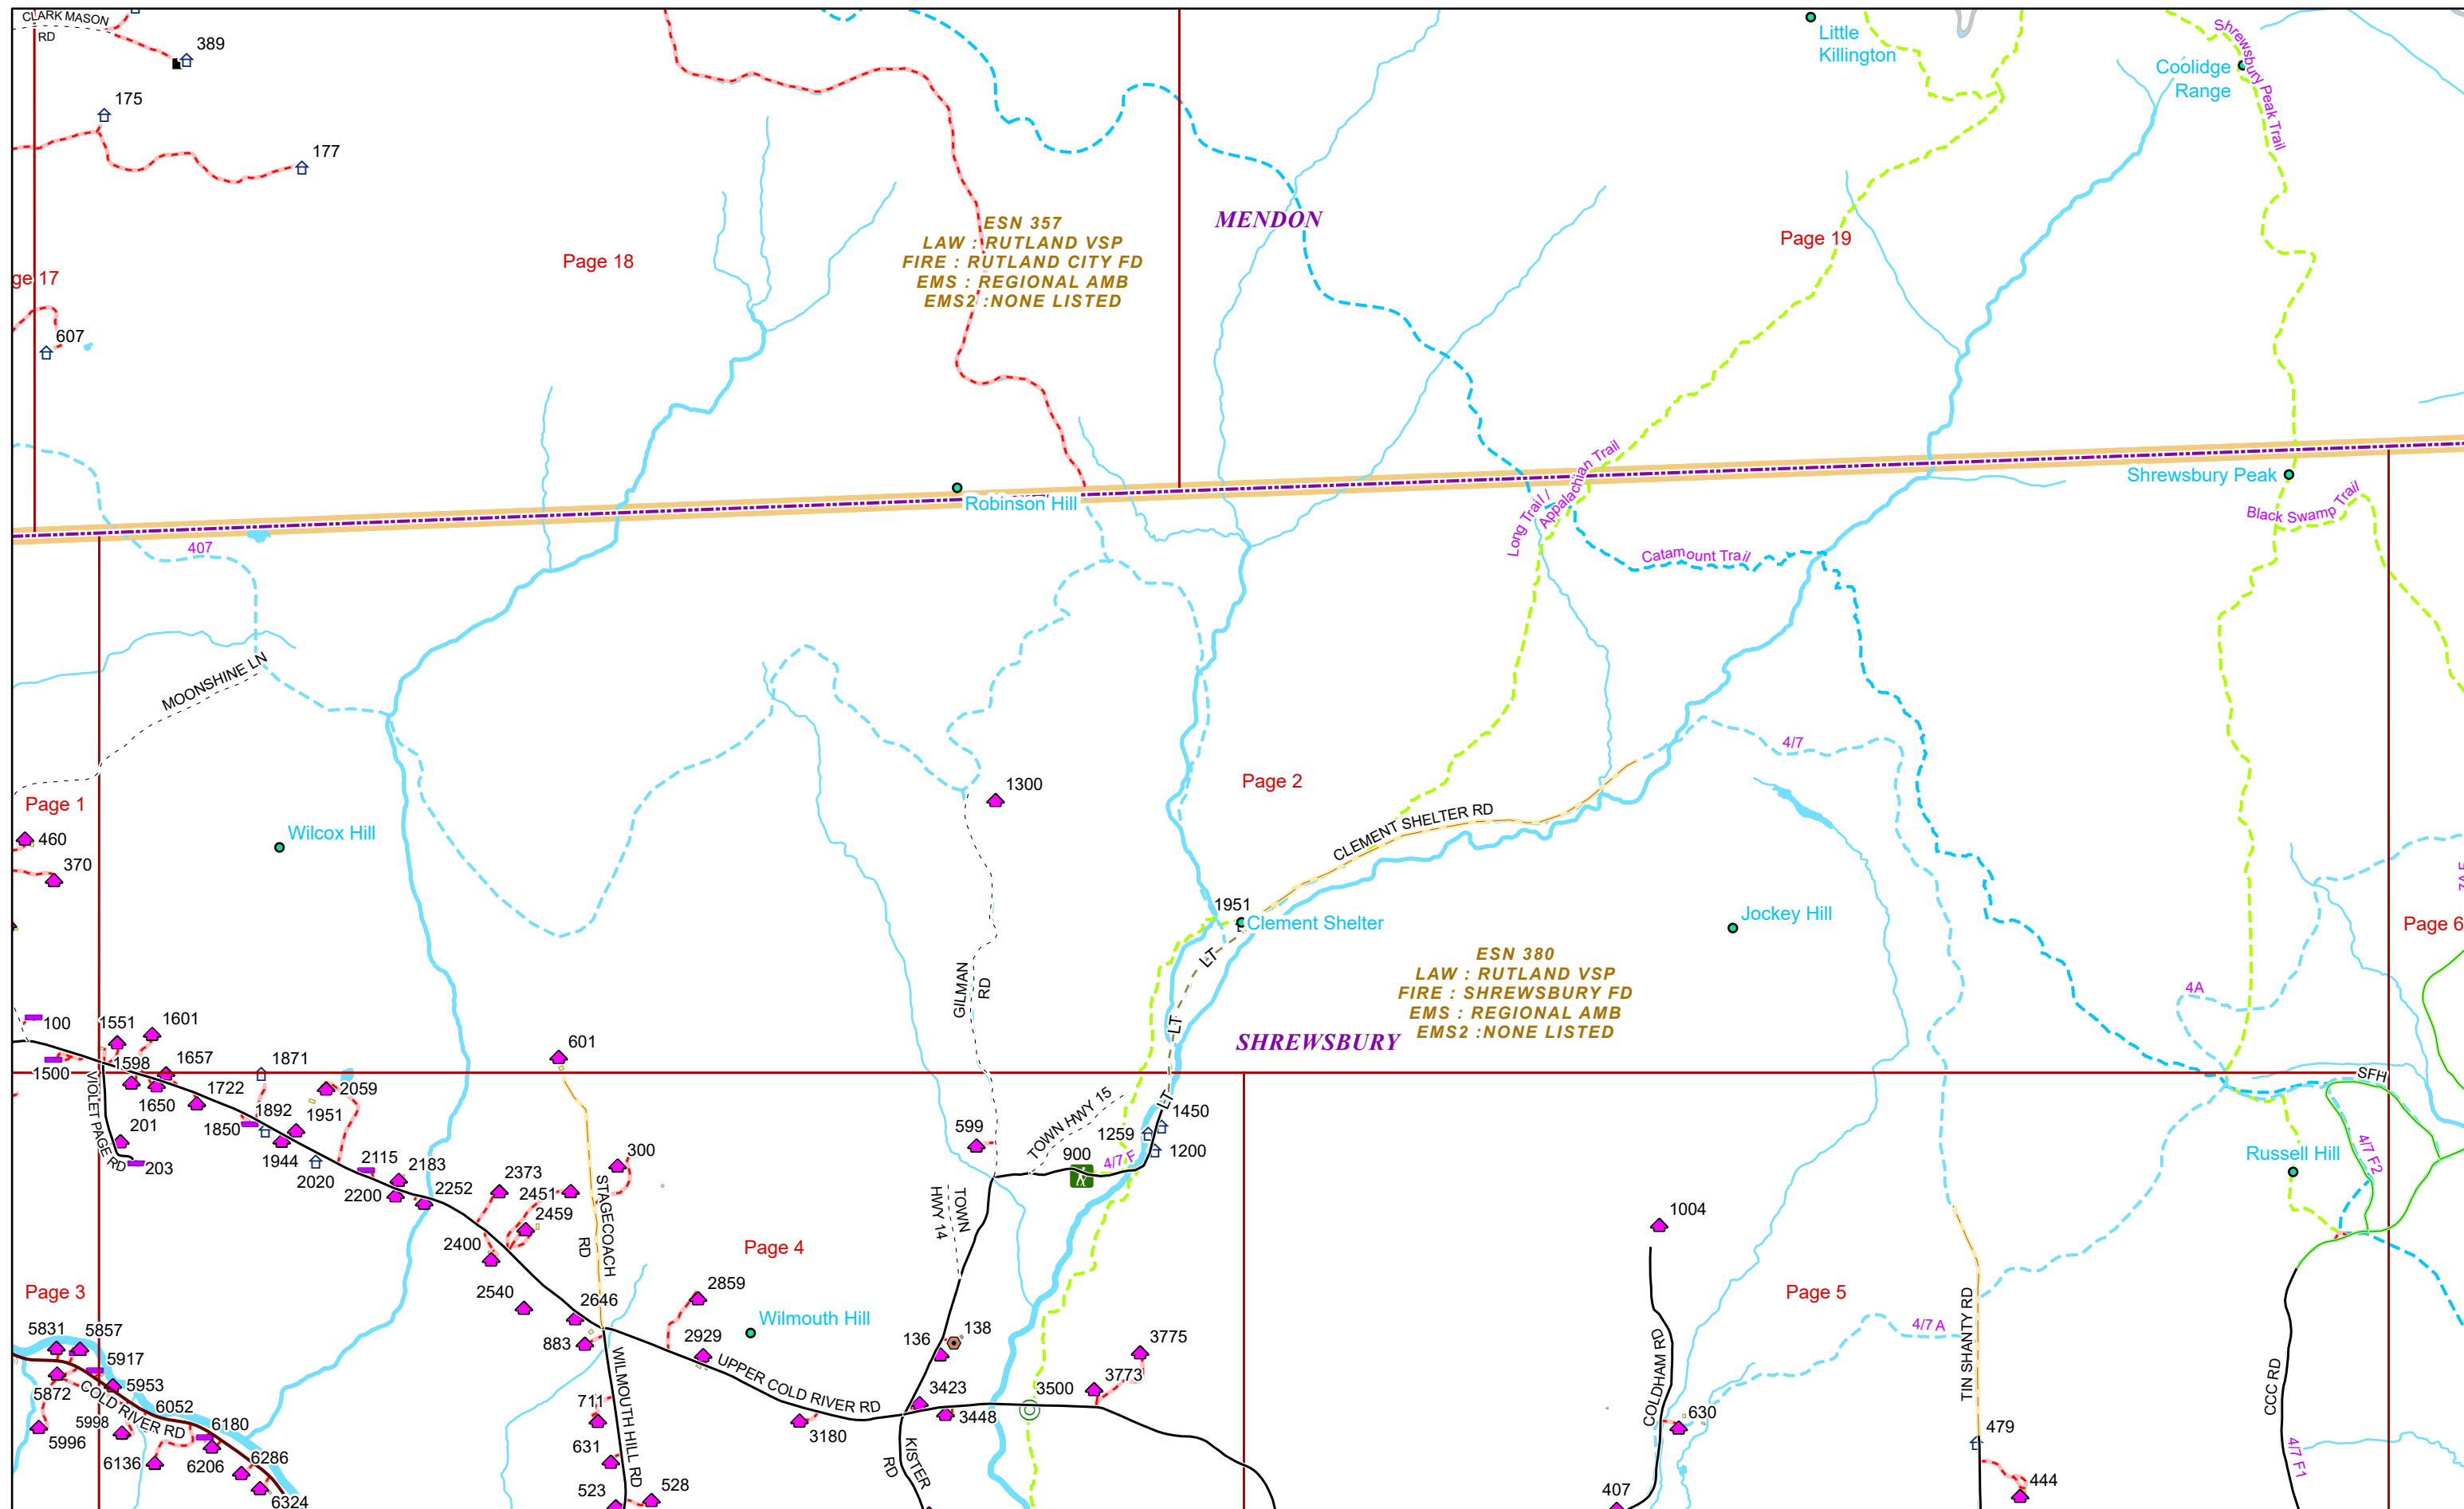 CLARK MASON
RD
389
175
177
ge 17
607
Page 18
ESN 357
LAW : RUTLAND VSP
FIRE : RUTLAND CITY FD
EMS : REGIONAL AMB
EMS2 :NONE LISTED
MENDON
Little
Killington
Page 19
Coolidge
Range
Shrewsbury Peak Trail
Robinson Hill
Long Trail /
Appalachian Trail
Catamount Trail
Shrewsbury Peak
Black Swamp Trail
407
MOONSHINE LN
Page 1
460
370
Wilcox Hill
1300
Page 2
4/7
CLEMENT SHELTER RD
1951
Clement Shelter
Jockey Hill
Page 6
GILMAN
RD
LT
LT
LT
ESN 380
LAW : RUTLAND VSP
FIRE : SHREWSBURY FD
EMS : REGIONAL AMB
EMS2 :NONE LISTED
SHREWSBURY
4A
100
1551
1601
1500
1598
1657
1871
601
1650
1722
2059
1892
1951
1850
VIOLET PAGE RD
201
203
1944
2020
2115
2183
2200
2252
2373
2451
2459
2400
300
STAGECOACH
RD
599
TOWN HWY 15
1450
1259
1200
900
4/7 F
TOWN
HWY 14
SFH
4/7 F2
Russell Hill
1004
Page 3
Page 4
Page 5
2540
2646
883
2859
2929
Wilmouth Hill
136
138
3775
3773
3500
3423
3448
3180
UPPER COLD RIVER RD
KISTER
RD
WILMOUTH HILL RD
711
631
523
528
5831
5857
5917
5953
5872
5996
5998
6052
6136
6180
6206
6286
6324
COLD RIVER RD
COLDHAM RD
630
407
TIN SHANTY RD
4/7 A
479
444
CCC RD
4/7 F1